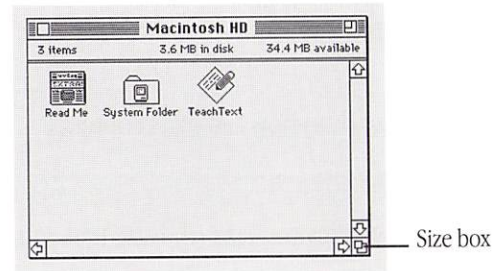 Macintosh HD
3 items 3.6 MB in disk 34.4 MB available
Read Me System Folder TeachText
Size box